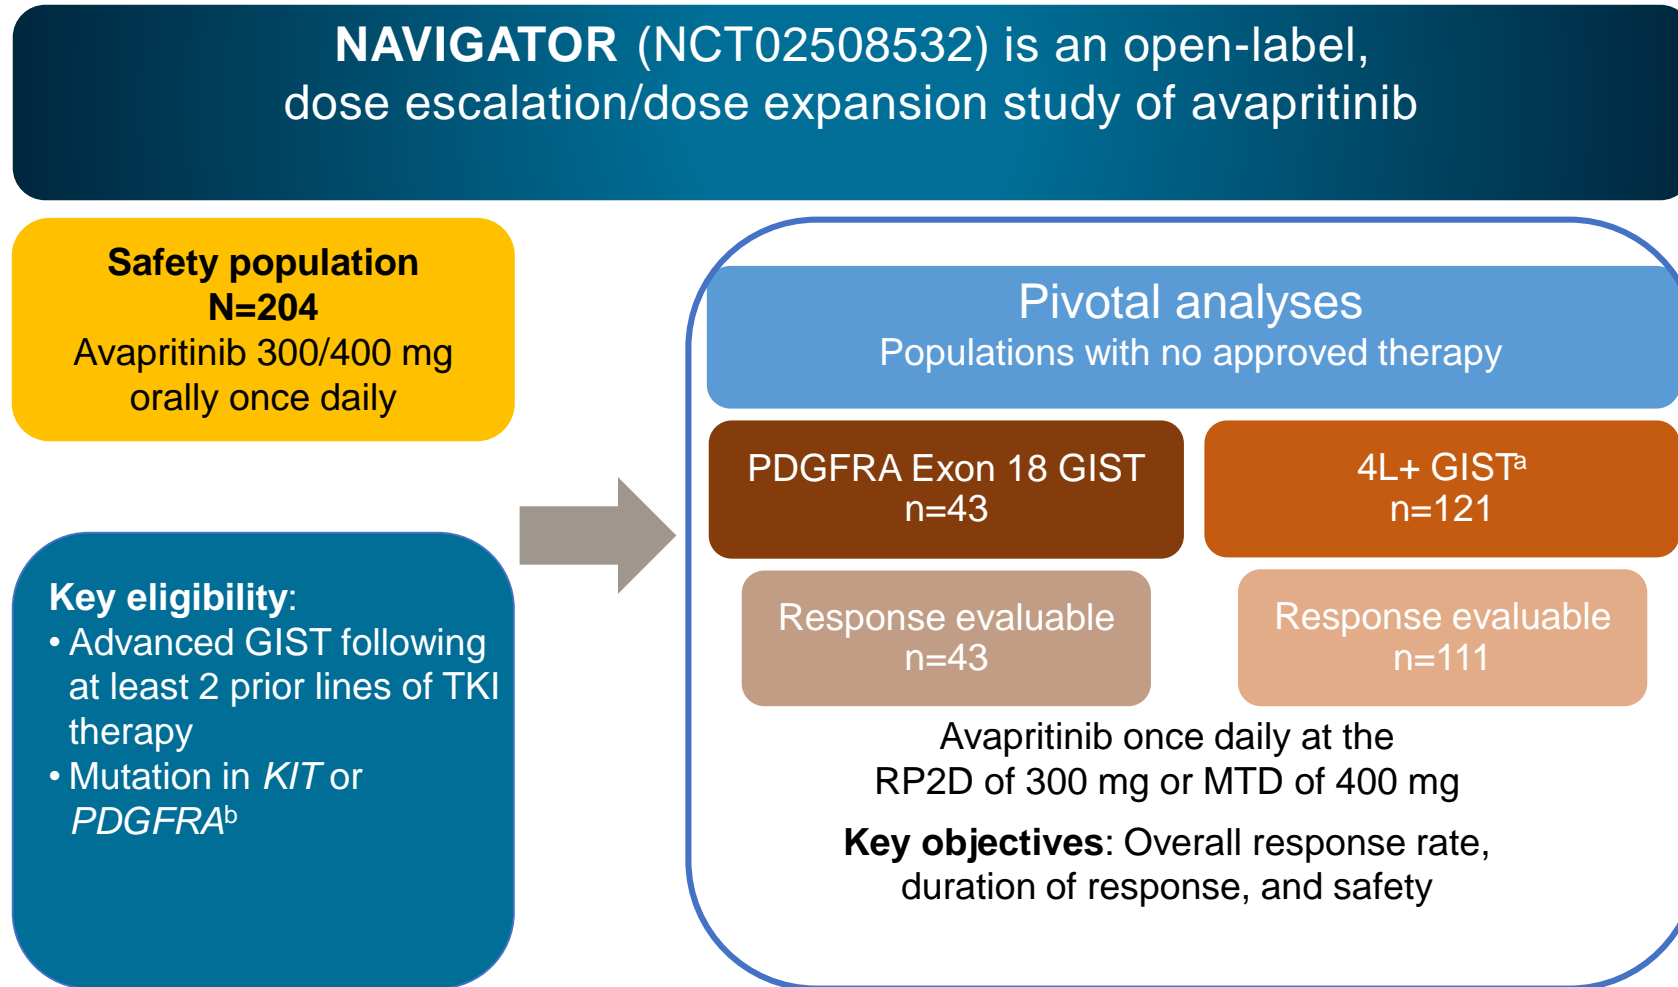 NAVIGATOR (NCT02508532) is an open-label,
dose escalation/dose expansion study of avapritinib
Safety population
N=204
Avapritinib 300/400 mg
orally once daily
Key eligibility:
• Advanced GIST following
at least 2 prior lines of TKI
therapy
• Mutation in KIT or
PDGFRAᵇ
Pivotal analyses
Populations with no approved therapy
PDGFRA Exon 18 GIST
n=43
4L+ GISTᵃ
n=121
Response evaluable
n=43
Response evaluable
n=111
Avapritinib once daily at the
RP2D of 300 mg or MTD of 400 mg
Key objectives: Overall response rate,
duration of response, and safety